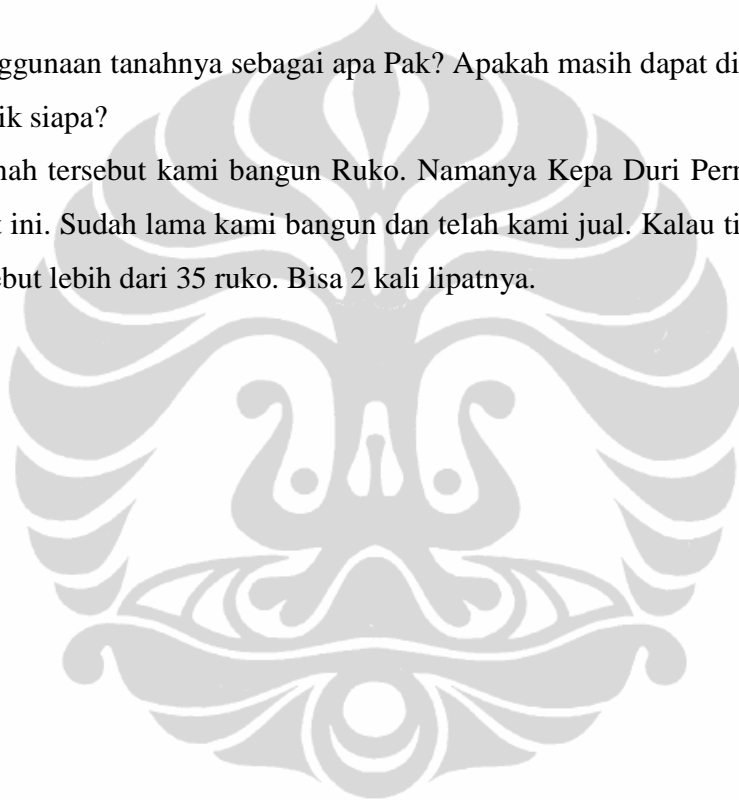 ggunaan tanahnya sebagai apa Pak? Apakah masih dapat di
ik siapa?
nah tersebut kami bangun Ruko. Namanya Kepa Duri Perm
t ini. Sudah lama kami bangun dan telah kami jual. Kalau ti
ebut lebih dari 35 ruko. Bisa 2 kali lipatnya.